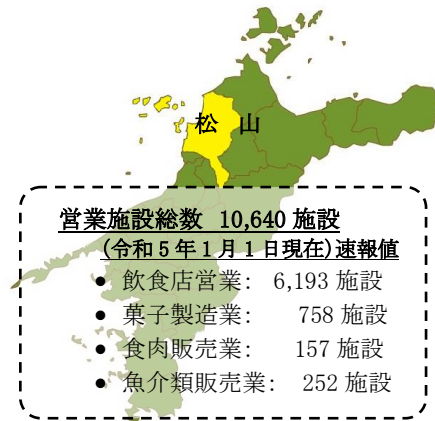 松 山
営業施設総数 10,640 施設
(令和5年1月1日現在)速報値
• 飲食店営業: 6,193 施設
• 菓子製造業: 758 施設
• 食肉販売業: 157 施設
• 魚介類販売業: 252 施設